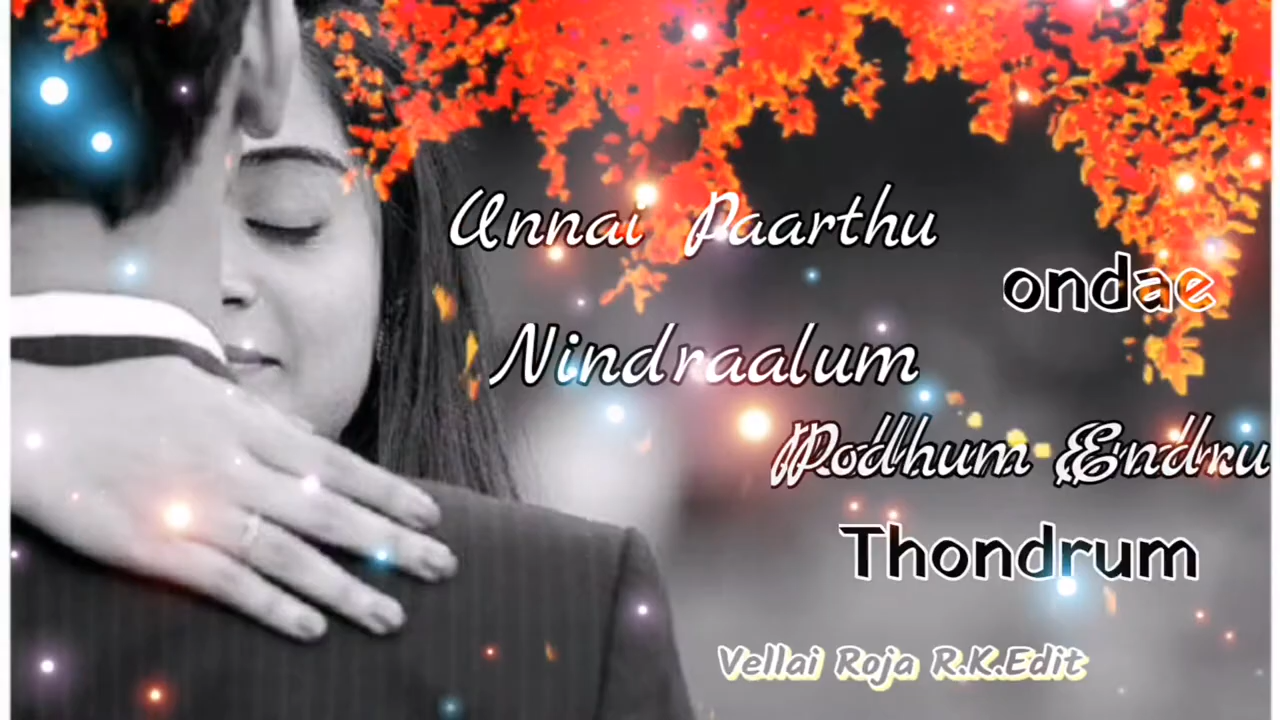 Unnai Paarthu
ondae
Nindraalum
Podhum Endru
Thondrum
Vellai Roja R.K.Edit